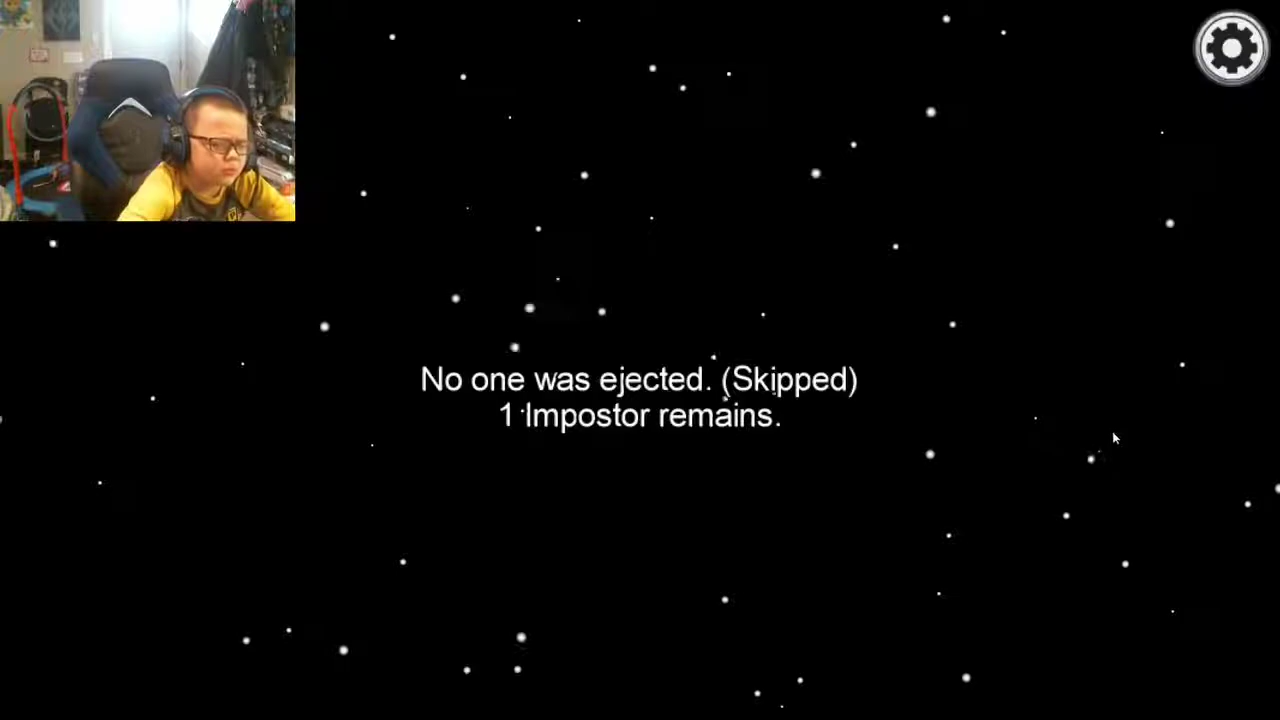 No one was ejected. (Skipped)
1 Impostor remains.